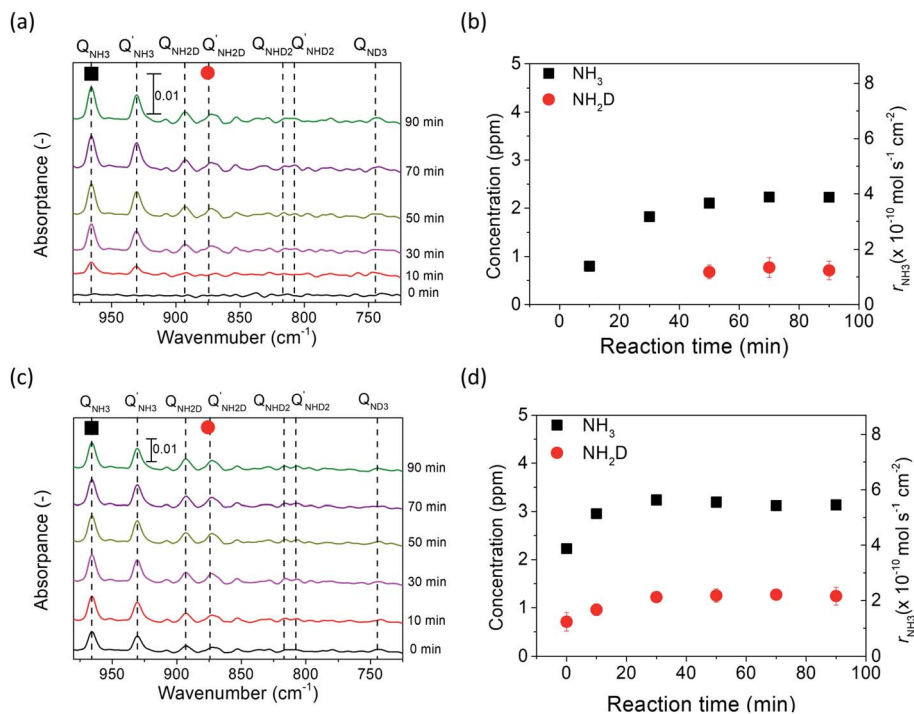 (a)
Q_NH3 Q'_NH3 Q_NH2D Q'_NH2D Q_NHD2 Q'_NHD2 Q_ND3
0.01
90 min
70 min
50 min
30 min
10 min
0 min
Absorptance (-)
950 900 850 800 750
Wavenmuber (cm⁻¹)
(b)
NH₃
NH₂D
5
4
3
2
1
0
Concentration (ppm)
8
6
4
2
0
r_NH3 (x 10⁻¹⁰ mol s⁻¹ cm⁻²)
0 20 40 60 80 100
Reaction time (min)
(c)
Q_NH3 Q'_NH3 Q_NH2D Q'_NH2D Q_NHD2 Q'_NHD2 Q_ND3
0.01
90 min
70 min
50 min
30 min
10 min
0 min
Absorpance (-)
950 900 850 800 750
Wavenumber (cm⁻¹)
(d)
NH₃
NH₂D
5
4
3
2
1
0
Concentration (ppm)
8
6
4
2
0
r_NH3 (x 10⁻¹⁰ mol s⁻¹ cm⁻²)
0 20 40 60 80 100
Reaction time (min)